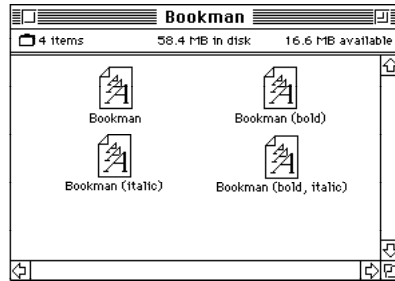 Bookman
4 items 58.4 MB in disk 16.6 MB available
Bookman Bookman (bold)
Bookman (italic) Bookman (bold, italic)